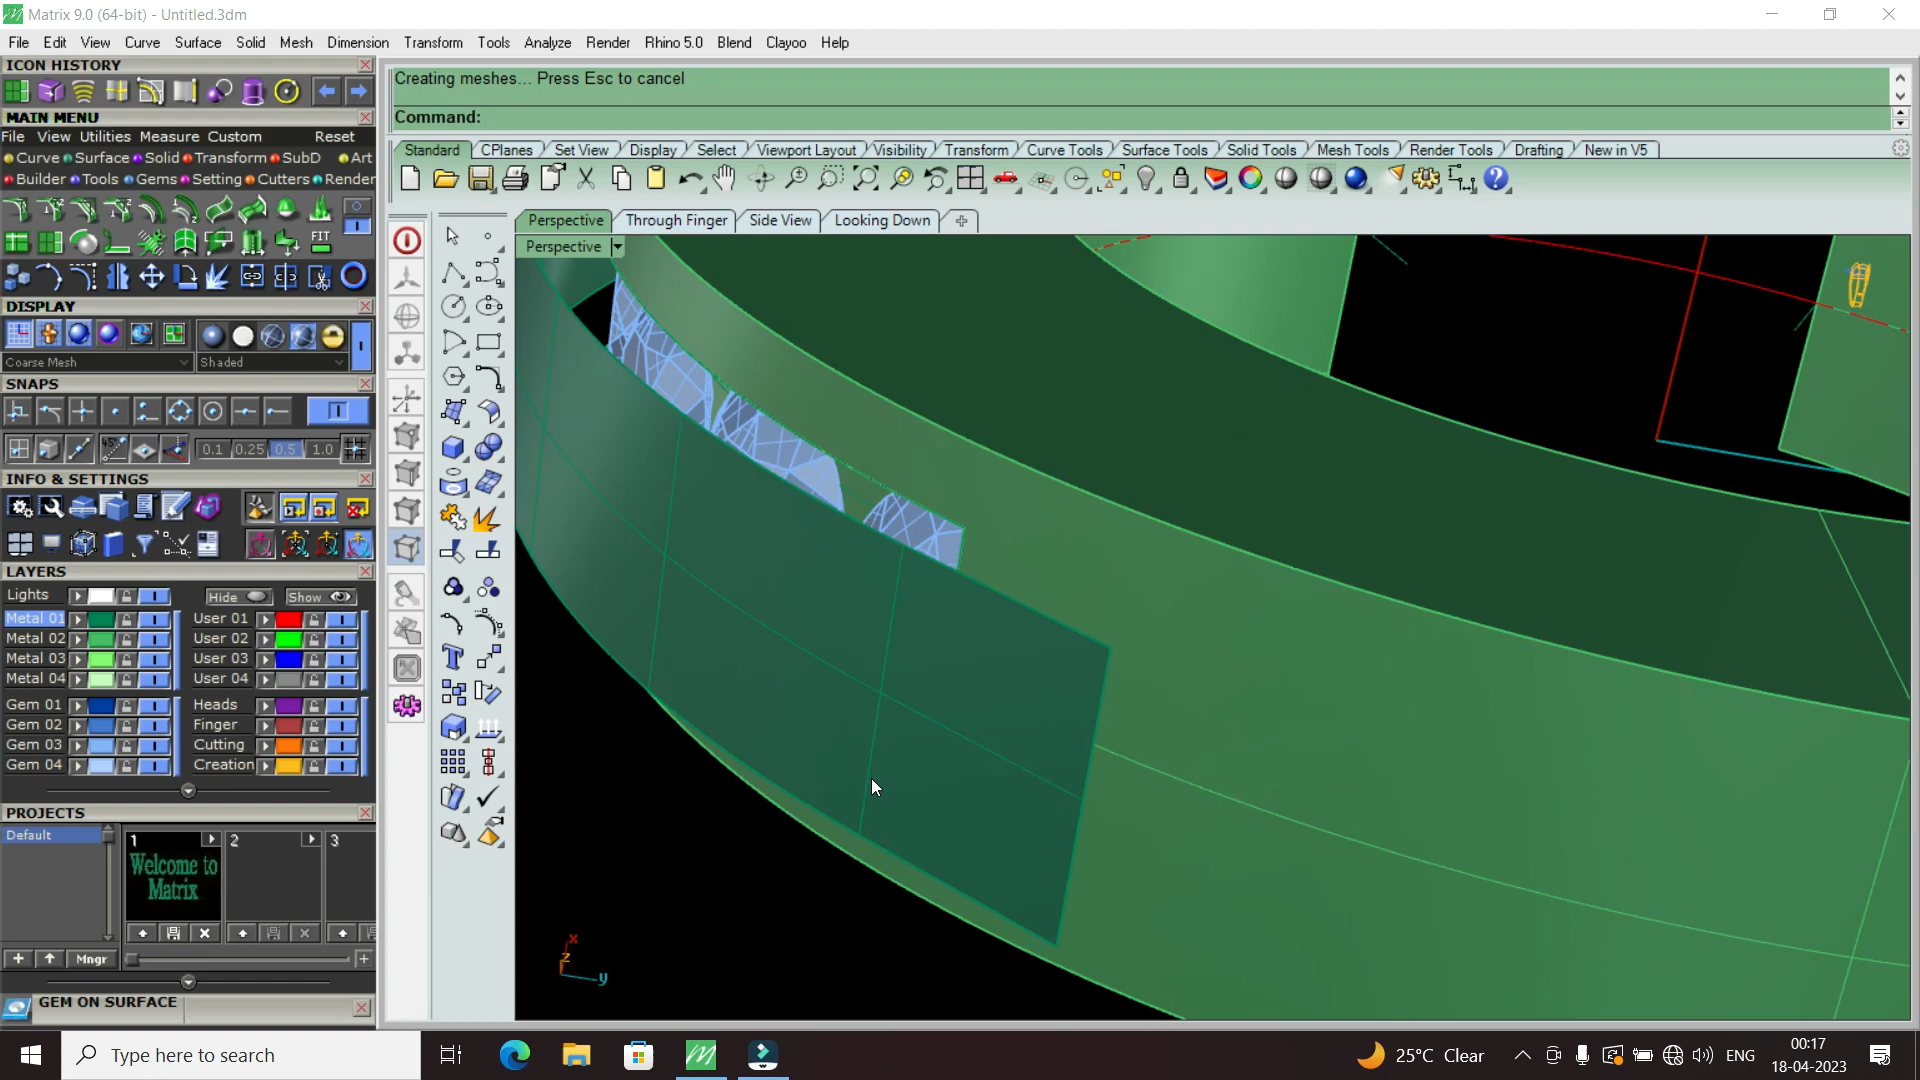 Matrix 9.0 (64-bit) - Untitled.3dm
File Edit View Curve Surface Solid Mesh Dimension Transform Tools Analyze Render Rhino 5.0 Blend Clayoo Help
ICON HISTORY
Creating meshes... Press Esc to cancel
Command:
MAIN MENU
File View Utilities Measure Custom Reset
Curve Surface Solid Transform SubD Art
Builder Tools Gems Setting Cutters Render
Standard CPlanes Set View Display Select Viewport Layout Visibility Transform Curve Tools Surface Tools Solid Tools Mesh Tools Render Tools Drafting New in V5
Perspective Through Finger Side View Looking Down
Perspective
FIT
DISPLAY
Coarse Mesh Shaded
SNAPS
0.1 0.25 0.5 1.0
INFO & SETTINGS
LAYERS
Lights Hide Show
Metal 01 User 01
Metal 02 User 02
Metal 03 User 03
Metal 04 User 04
Gem 01 Heads
Gem 02 Finger
Gem 03 Cutting
Gem 04 Creation
PROJECTS
Default
1 2 3
Welcome to
Matrix
Mngr
GEM ON SURFACE
x
z
y
Type here to search
25°C Clear
ENG
00:17
18-04-2023